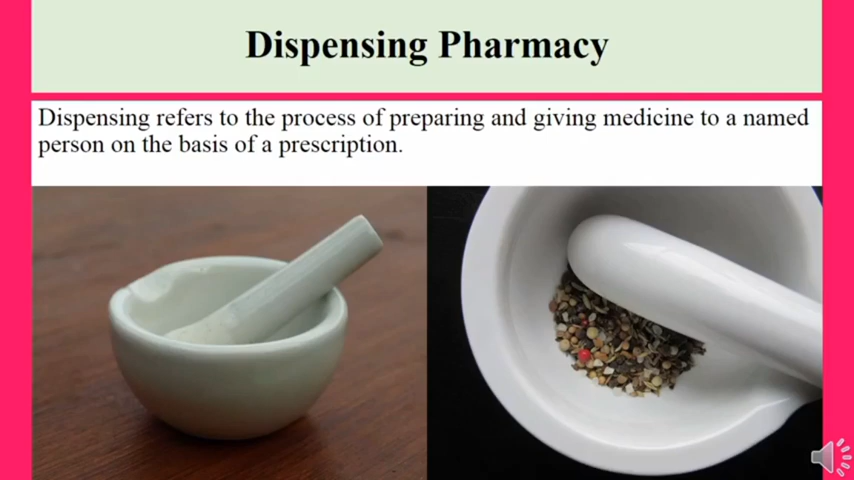 Dispensing Pharmacy
Dispensing refers to the process of preparing and giving medicine to a named
person on the basis of a prescription.